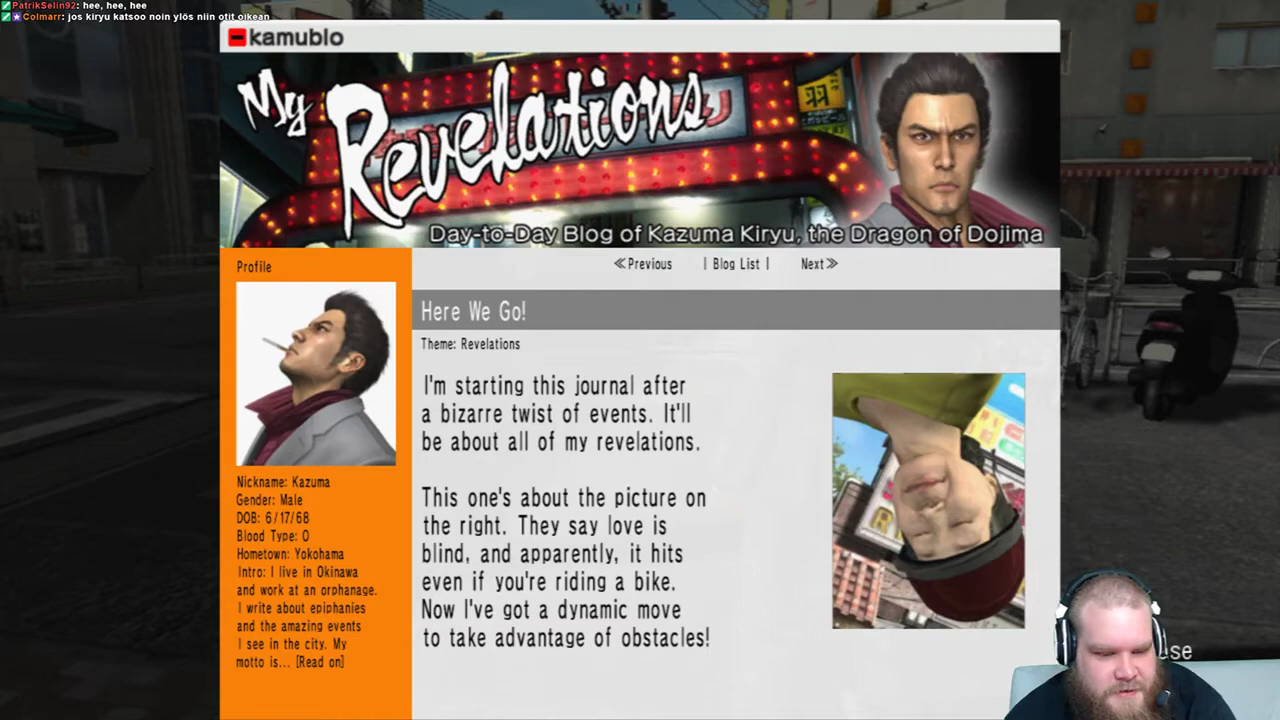 PatrikSelin92: hee, hee, hee
Colmarr: jos kiryu katsoo noin ylös niin otit oikean
kamublo
My Revelations
Day-to-Day Blog of Kazuma Kiryu, the Dragon of Dojima
≪Previous | Blog List | Next≫
Profile
Nickname: Kazuma
Gender: Male
DOB: 6/17/68
Blood Type: O
Hometown: Yokohama
Intro: I live in Okinawa
and work at an orphanage.
I write about epiphanies
and the amazing events
I see in the city. My
motto is... [Read on]
Here We Go!
Theme: Revelations
I'm starting this journal after
a bizarre twist of events. It'll
be about all of my revelations.
This one's about the picture on
the right. They say love is
blind, and apparently, it hits
even if you're riding a bike.
Now I've got a dynamic move
to take advantage of obstacles!